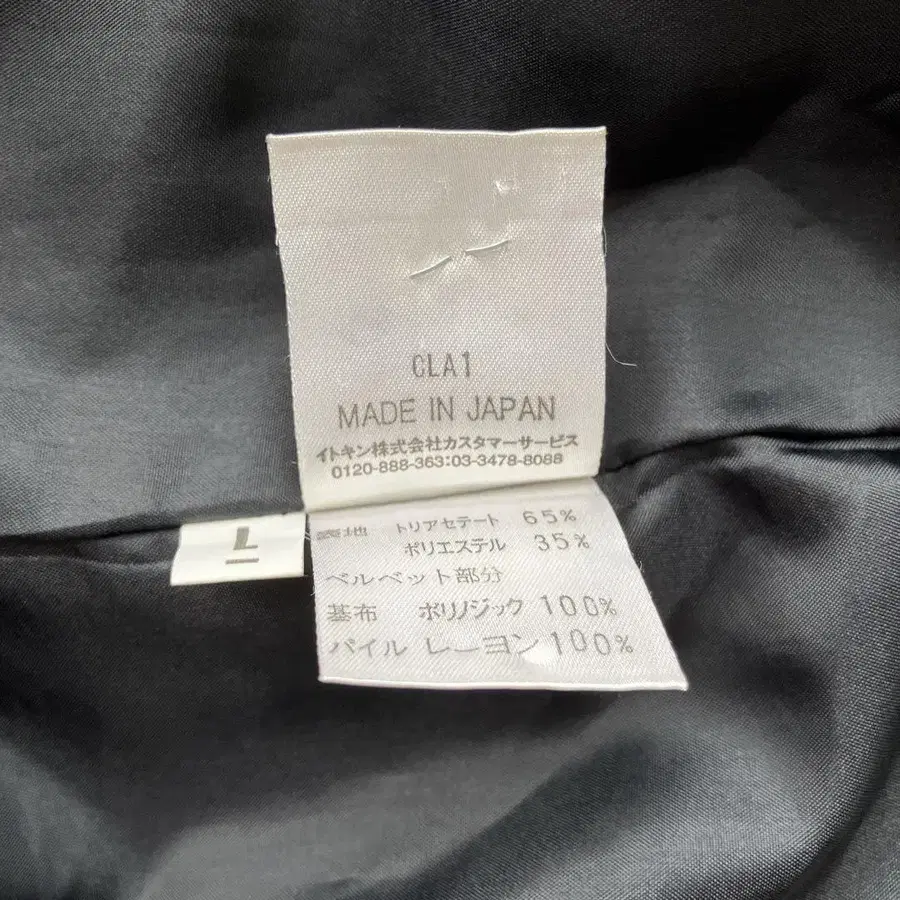 CLA1
MADE IN JAPAN
イトキン株式会社カスタマーサービス
0120-888-363:03-3478-8088
L
表地 トリアセテート 65%
ポリエステル 35%
ベルベット部分
基布 ポリノジック 100%
パイル レーヨン 100%